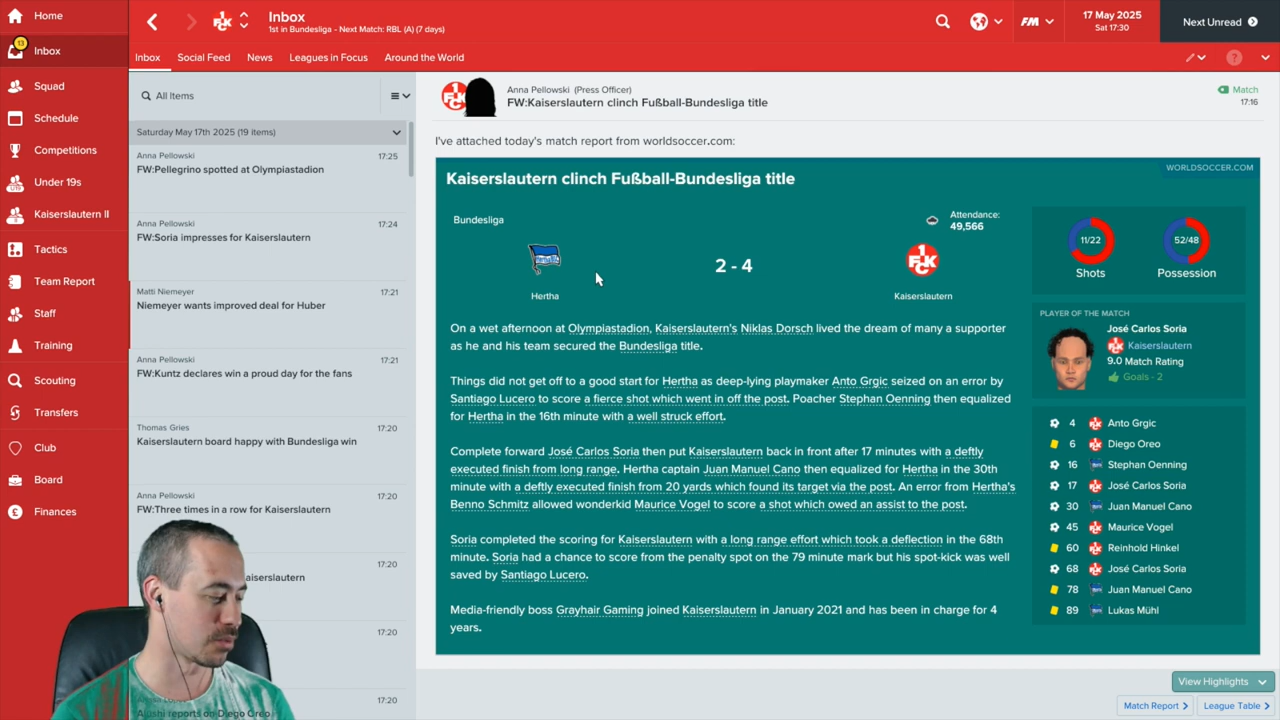 Home
13
Inbox
Squad
Schedule
Competitions
Under 19s
Kaiserslautern II
Tactics
Team Report
Staff
Training
Scouting
Transfers
Club
Board
Finances
Inbox
1st in Bundesliga - Next Match: RBL (A) (7 days)
FM
17 May 2025
Sat 17:30
Next Unread
Inbox
Social Feed
News
Leagues in Focus
Around the World
All Items
Saturday May 17th 2025 (19 items)
Anna Pellowski 17:25
FW:Pellegrino spotted at Olympiastadion
Anna Pellowski 17:24
FW:Soria impresses for Kaiserslautern
Matti Niemeyer 17:21
Niemeyer wants improved deal for Huber
Anna Pellowski 17:21
FW:Kuntz declares win a proud day for the fans
Thomas Gries 17:20
Kaiserslautern board happy with Bundesliga win
Anna Pellowski 17:20
FW:Three times in a row for Kaiserslautern
17:20
aiserslautern
17:20
17:20
reports on Diego Oreo
Anna Pellowski (Press Officer)
FW:Kaiserslautern clinch Fußball-Bundesliga title
Match
17:16
I've attached today's match report from worldsoccer.com:
WORLDSOCCER.COM
Kaiserslautern clinch Fußball-Bundesliga title
Bundesliga
Attendance:
49,566
2 - 4
Hertha
Kaiserslautern
On a wet afternoon at Olympiastadion, Kaiserslautern's Niklas Dorsch lived the dream of many a supporter
as he and his team secured the Bundesliga title.
Things did not get off to a good start for Hertha as deep-lying playmaker Anto Grgic seized on an error by
Santiago Lucero to score a fierce shot which went in off the post. Poacher Stephan Oenning then equalized
for Hertha in the 16th minute with a well struck effort.
Complete forward José Carlos Soria then put Kaiserslautern back in front after 17 minutes with a deftly
executed finish from long range. Hertha captain Juan Manuel Cano then equalized for Hertha in the 30th
minute with a deftly executed finish from 20 yards which found its target via the post. An error from Hertha's
Benno Schmitz allowed wonderkid Maurice Vogel to score a shot which owed an assist to the post.
Soria completed the scoring for Kaiserslautern with a long range effort which took a deflection in the 68th
minute. Soria had a chance to score from the penalty spot on the 79 minute mark but his spot-kick was well
saved by Santiago Lucero.
Media-friendly boss Grayhair Gaming joined Kaiserslautern in January 2021 and has been in charge for 4
years.
11/22
Shots
52/48
Possession
PLAYER OF THE MATCH
José Carlos Soria
Kaiserslautern
9.0 Match Rating
Goals - 2
4 Anto Grgic
6 Diego Oreo
16 Stephan Oenning
17 José Carlos Soria
30 Juan Manuel Cano
45 Maurice Vogel
60 Reinhold Hinkel
68 José Carlos Soria
78 Juan Manuel Cano
89 Lukas Mühl
View Highlights
Match Report
League Table